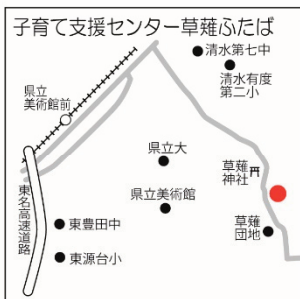 子育て支援センター草薙ふたば
清水第七中
清水有度
第二小
県立
美術館前
県立大
草薙
神社
県立美術館
東名高速道路
東豊田中
草薙
団地
東源台小